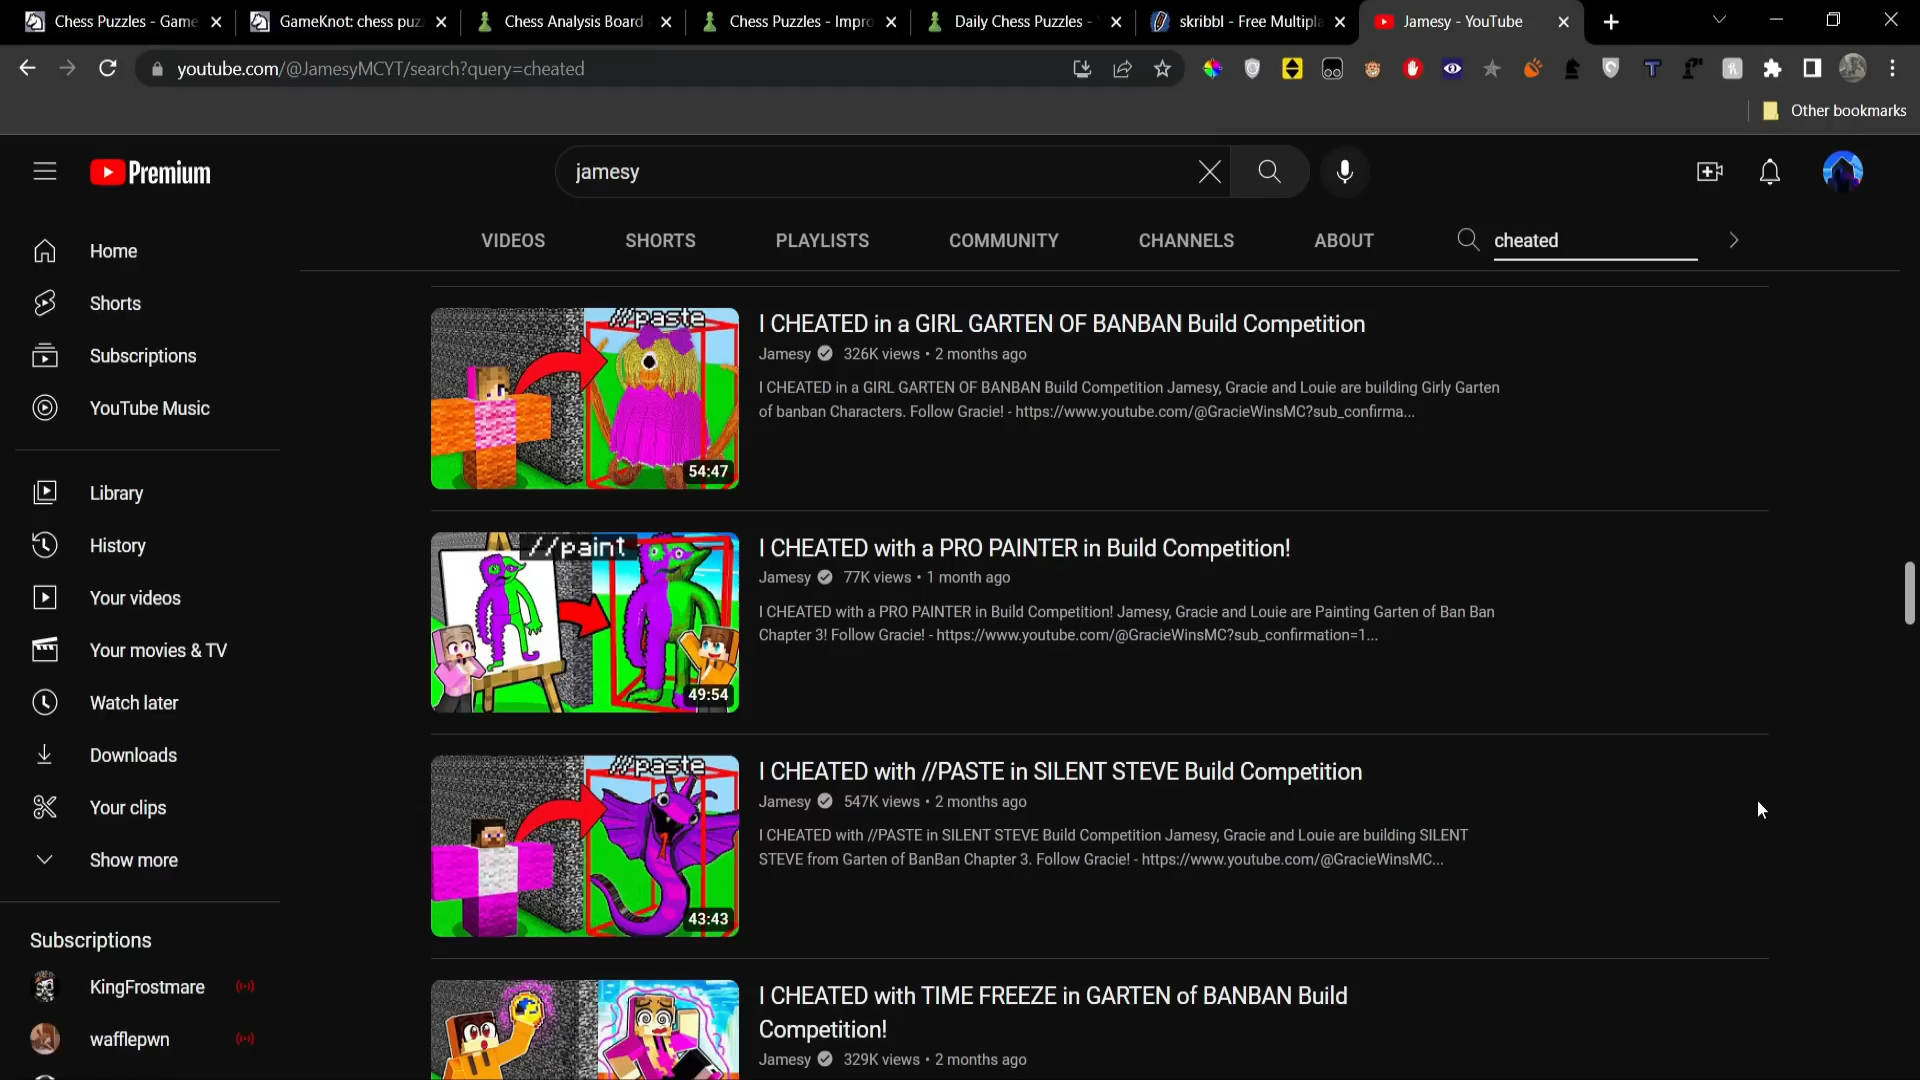 Chess Puzzles - Game
GameKnot: chess puz
Chess Analysis Board
Chess Puzzles - Impro
Daily Chess Puzzles -
skribbl - Free Multipla
Jamesy - YouTube
youtube.com/@JamesyMCYT/search?query=cheated
Other bookmarks
Premium
jamesy
VIDEOS
SHORTS
PLAYLISTS
COMMUNITY
CHANNELS
ABOUT
cheated
Home
Shorts
Subscriptions
YouTube Music
Library
History
Your videos
Your movies & TV
Watch later
Downloads
Your clips
Show more
Subscriptions
KingFrostmare
wafflepwn
//paste
54:47
I CHEATED in a GIRL GARTEN OF BANBAN Build Competition
Jamesy 326K views • 2 months ago
I CHEATED in a GIRL GARTEN OF BANBAN Build Competition Jamesy, Gracie and Louie are building Girly Garten
of banban Characters. Follow Gracie! - https://www.youtube.com/@GracieWinsMC?sub_confirma...
//paint
49:54
I CHEATED with a PRO PAINTER in Build Competition!
Jamesy 77K views • 1 month ago
I CHEATED with a PRO PAINTER in Build Competition! Jamesy, Gracie and Louie are Painting Garten of Ban Ban
Chapter 3! Follow Gracie! - https://www.youtube.com/@GracieWinsMC?sub_confirmation=1...
//paste
43:43
I CHEATED with //PASTE in SILENT STEVE Build Competition
Jamesy 547K views • 2 months ago
I CHEATED with //PASTE in SILENT STEVE Build Competition Jamesy, Gracie and Louie are building SILENT
STEVE from Garten of BanBan Chapter 3. Follow Gracie! - https://www.youtube.com/@GracieWinsMC...
I CHEATED with TIME FREEZE in GARTEN of BANBAN Build
Competition!
Jamesy 329K views • 2 months ago